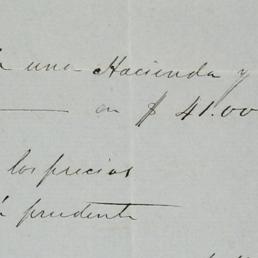 una Hacienda y
en $ 41.00
los precios
prudente